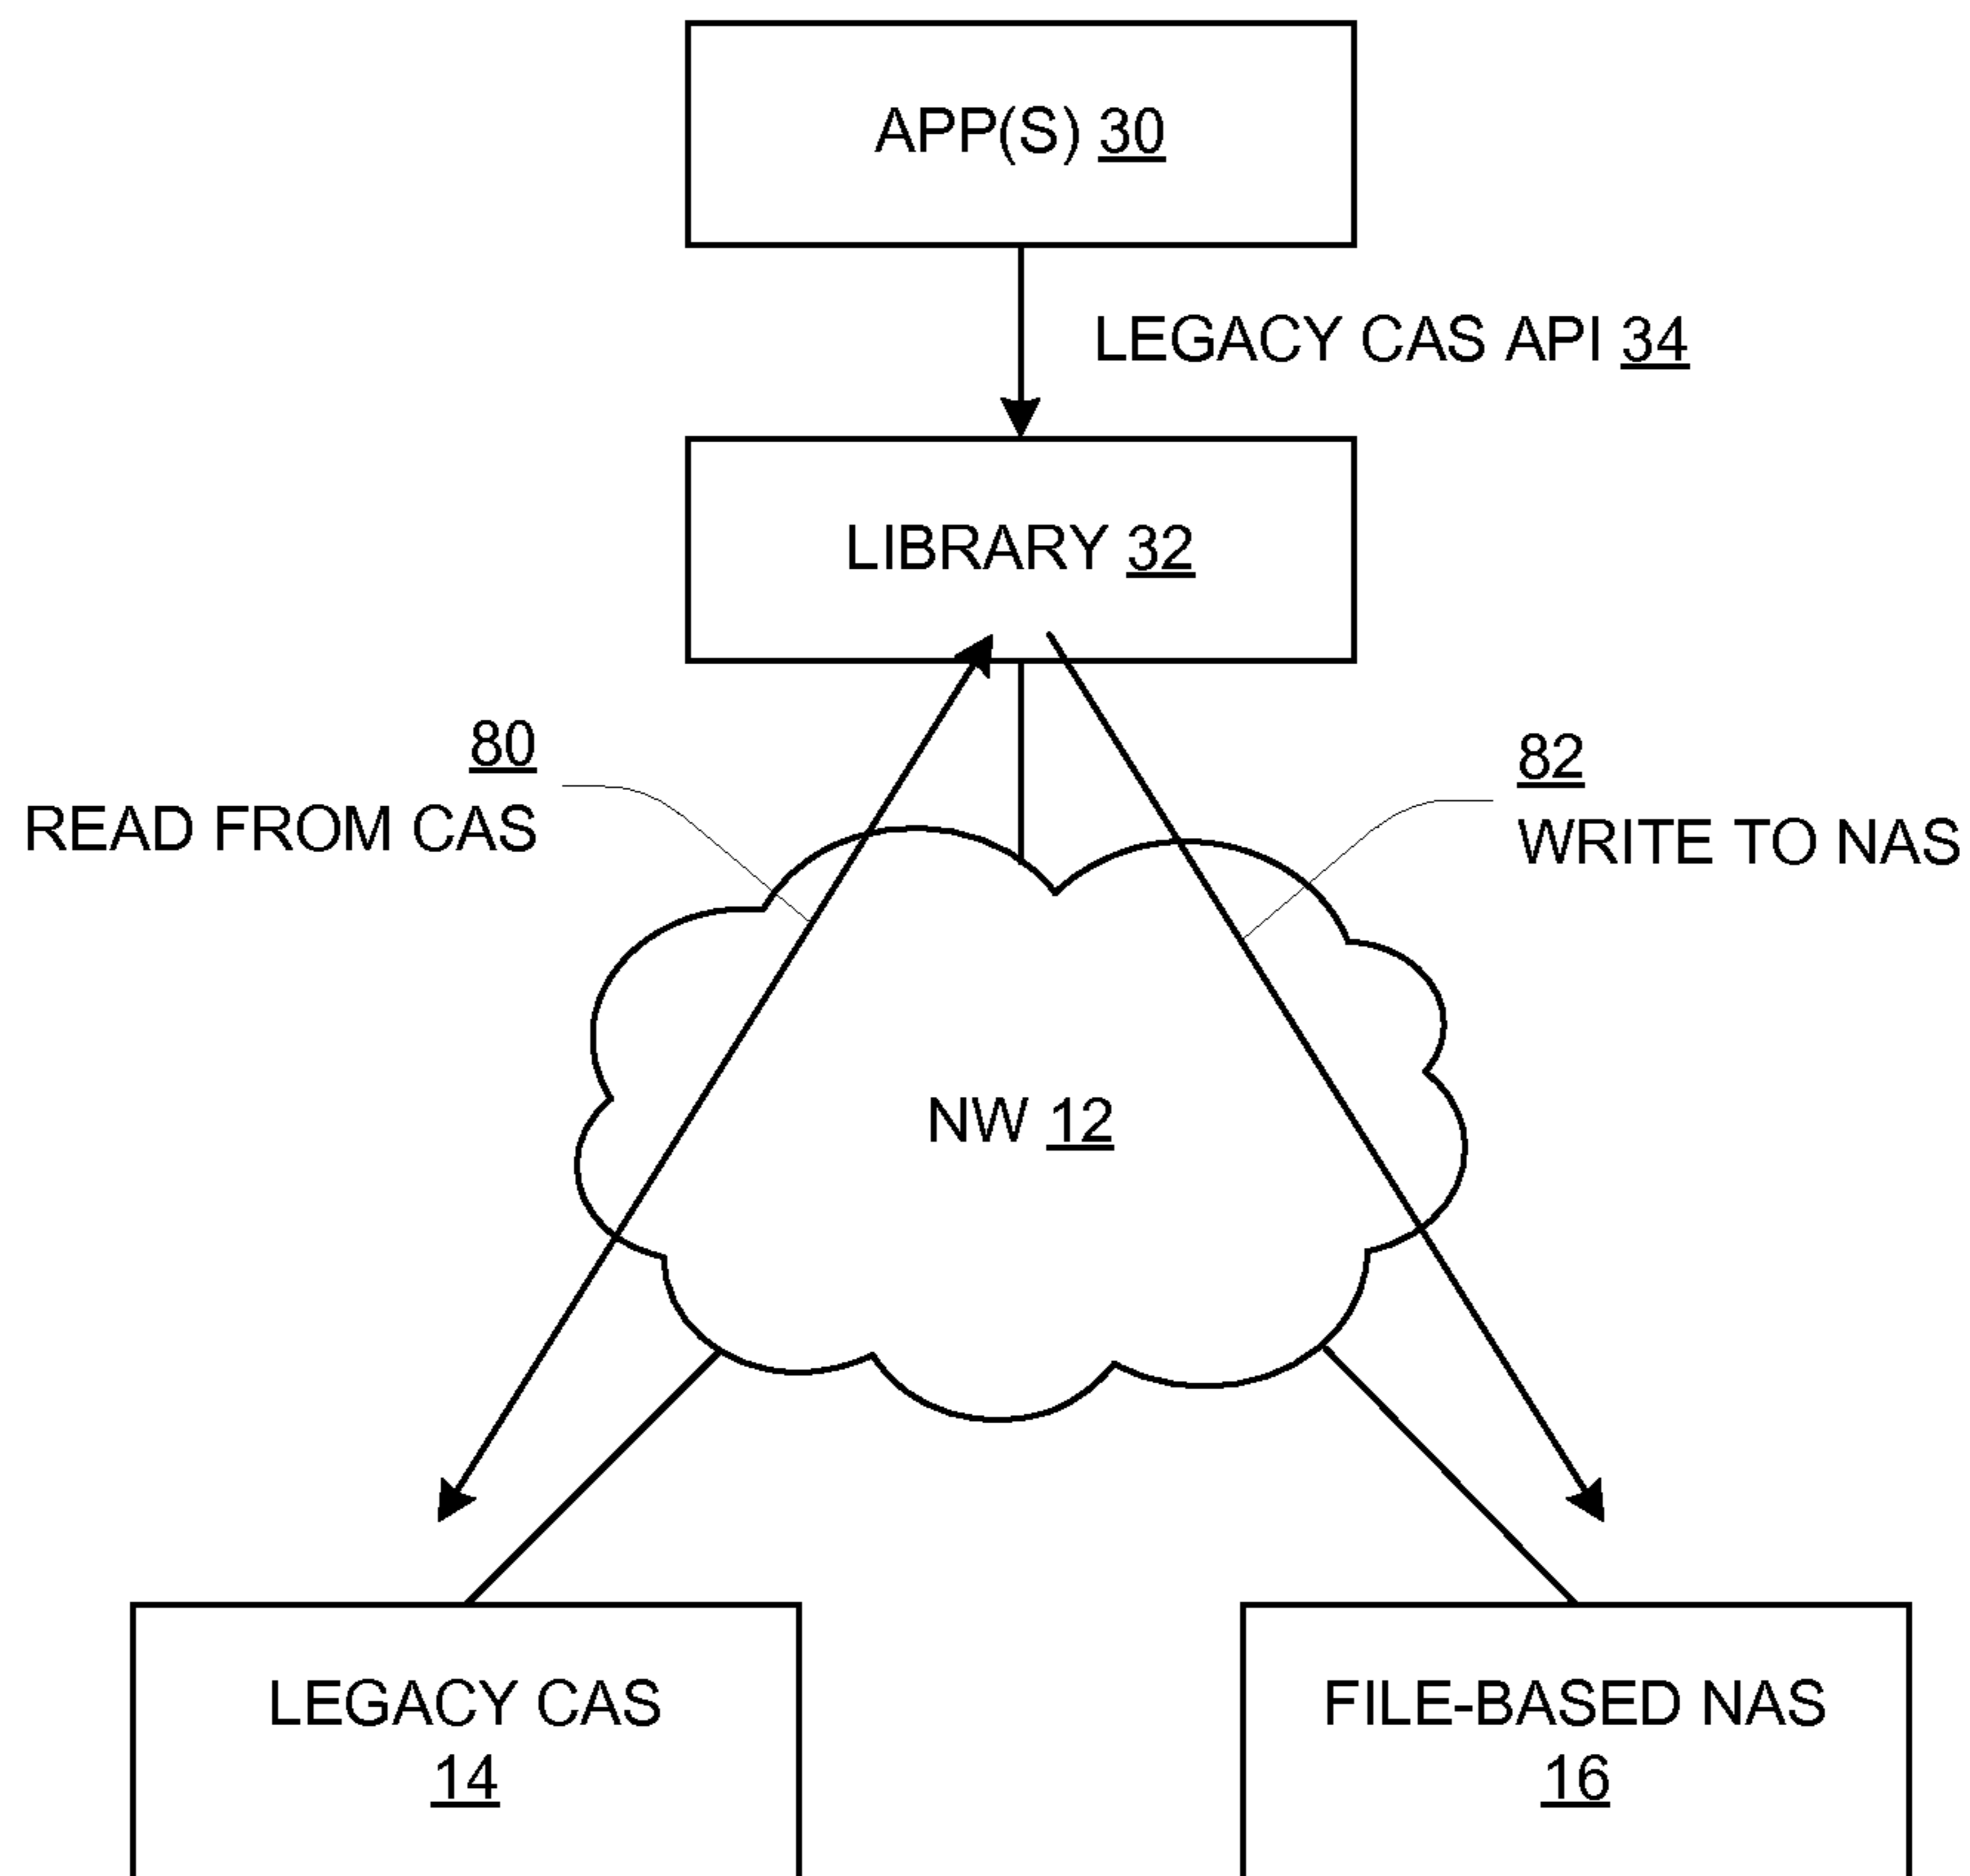 APP(S) 30
LEGACY CAS API 34
LIBRARY 32
80
READ FROM CAS
82
WRITE TO NAS
NW 12
LEGACY CAS
14
FILE-BASED NAS
16